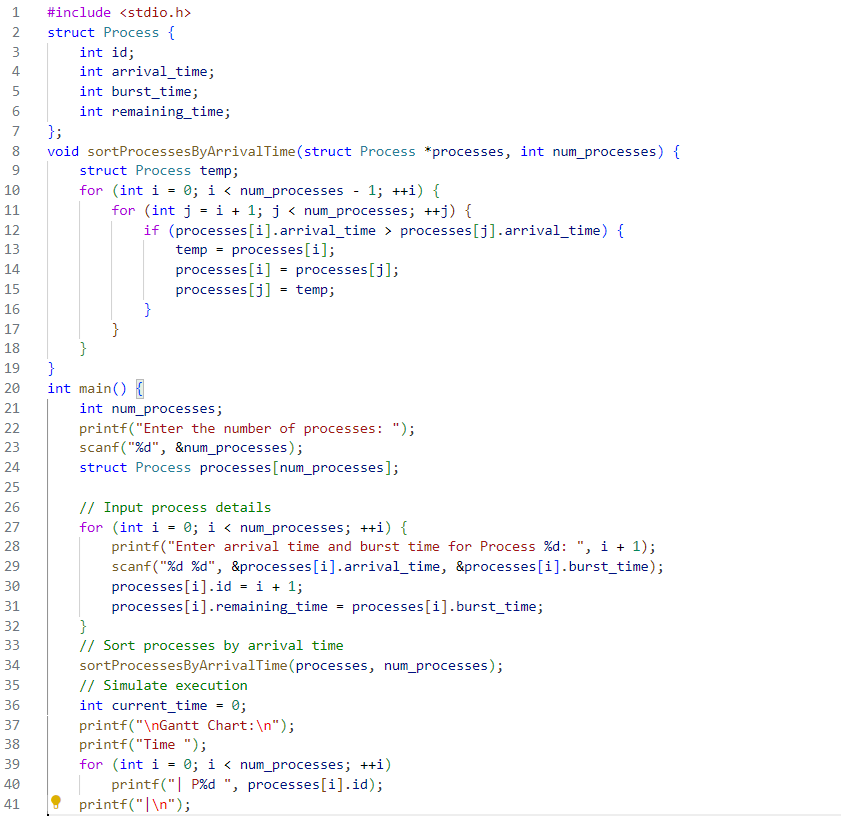 1 #include <stdio.h>
2 struct Process {
3     int id;
4     int arrival_time;
5     int burst_time;
6     int remaining_time;
7 };
8 void sortProcessesByArrivalTime(struct Process *processes, int num_processes) {
9     struct Process temp;
10     for (int i = 0; i < num_processes - 1; ++i) {
11         for (int j = i + 1; j < num_processes; ++j) {
12             if (processes[i].arrival_time > processes[j].arrival_time) {
13                 temp = processes[i];
14                 processes[i] = processes[j];
15                 processes[j] = temp;
16             }
17         }
18     }
19 }
20 int main() {
21     int num_processes;
22     printf("Enter the number of processes: ");
23     scanf("%d", &num_processes);
24     struct Process processes[num_processes];
25
26     // Input process details
27     for (int i = 0; i < num_processes; ++i) {
28         printf("Enter arrival time and burst time for Process %d: ", i + 1);
29         scanf("%d %d", &processes[i].arrival_time, &processes[i].burst_time);
30         processes[i].id = i + 1;
31         processes[i].remaining_time = processes[i].burst_time;
32     }
33     // Sort processes by arrival time
34     sortProcessesByArrivalTime(processes, num_processes);
35     // Simulate execution
36     int current_time = 0;
37     printf("\nGantt Chart:\n");
38     printf("Time ");
39     for (int i = 0; i < num_processes; ++i)
40         printf("| P%d ", processes[i].id);
41     printf("|\n");